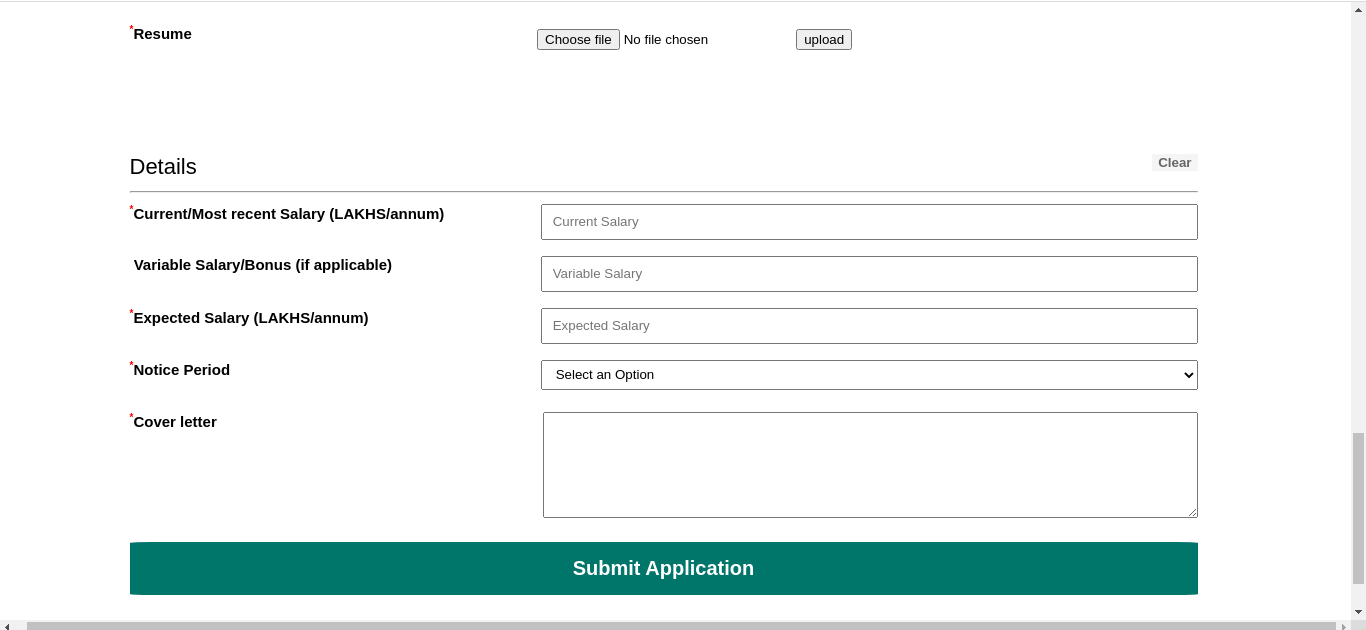 *Resume
Choose file No file chosen upload
Details
Clear
*Current/Most recent Salary (LAKHS/annum)
Current Salary
Variable Salary/Bonus (if applicable)
Variable Salary
*Expected Salary (LAKHS/annum)
Expected Salary
*Notice Period
Select an Option
*Cover letter
Submit Application